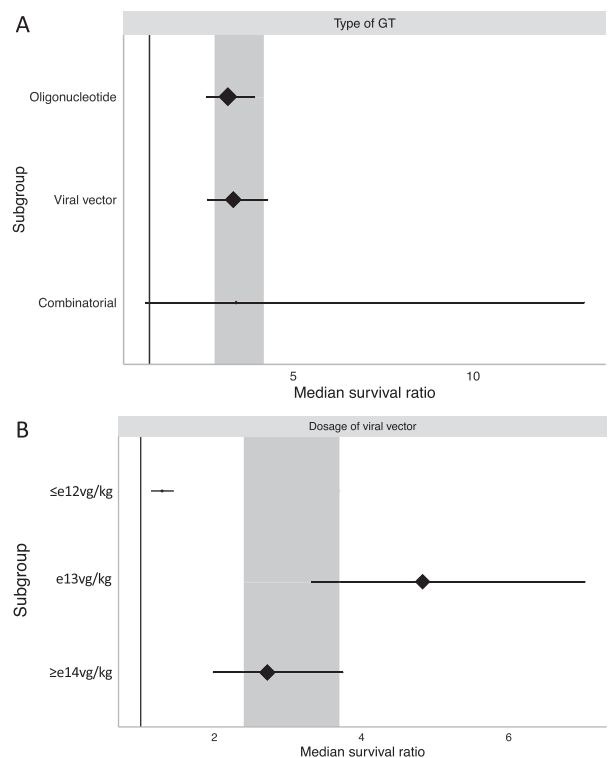 A
Type of GT
Subgroup
Oligonucleotide
Viral vector
Combinatorial
5 10
Median survival ratio
B
Dosage of viral vector
Subgroup
≤e12vg/kg
e13vg/kg
≥e14vg/kg
2 4 6
Median survival ratio